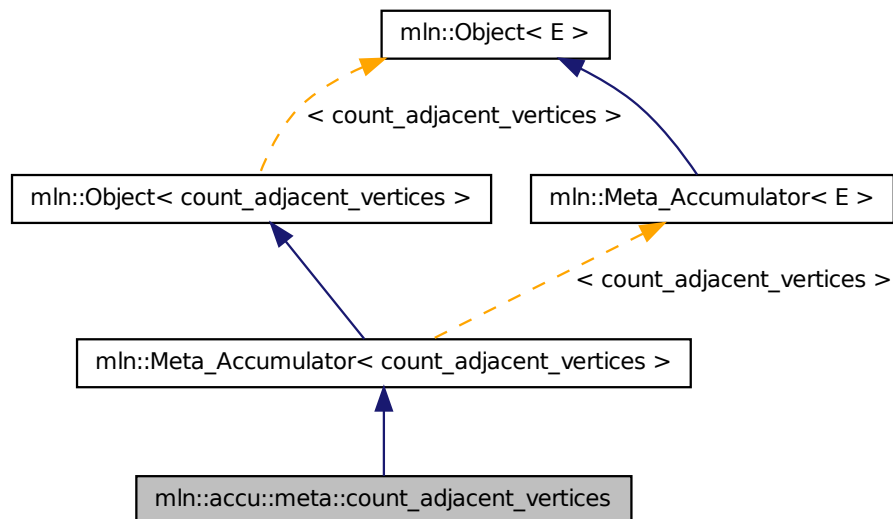 mln::Object< E >
< count_adjacent_vertices >
mln::Object< count_adjacent_vertices >
mln::Meta_Accumulator< E >
< count_adjacent_vertices >
mln::Meta_Accumulator< count_adjacent_vertices >
mln::accu::meta::count_adjacent_vertices